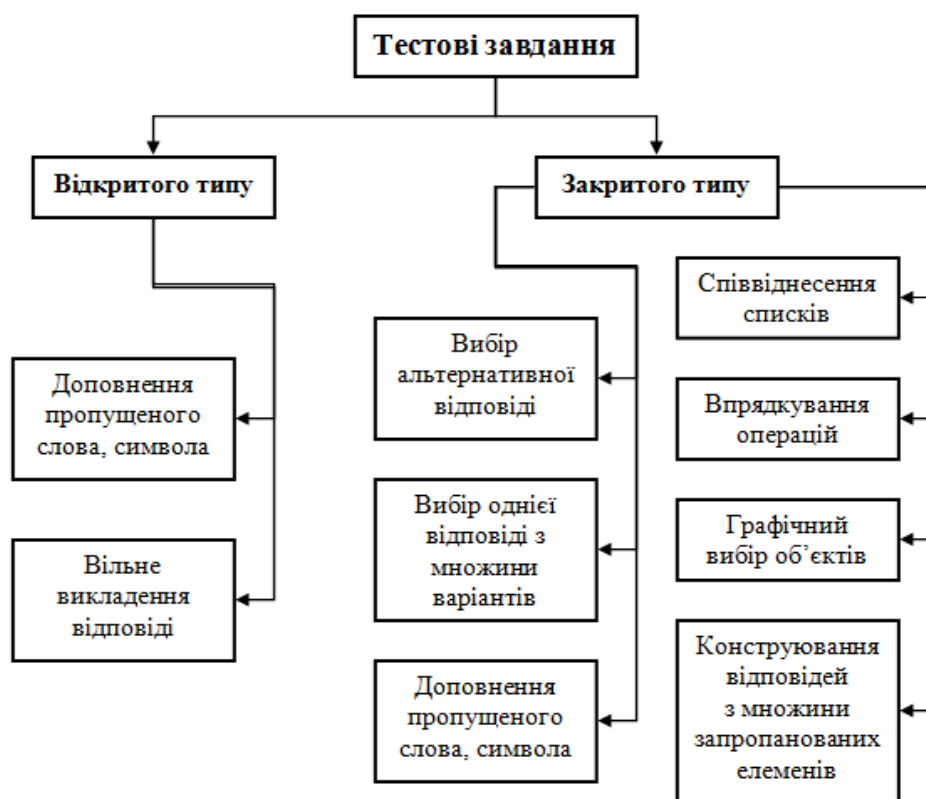 Тестові завдання
Відкритого типу
Закритого типу
Доповнення
пропущеного
слова, символа
Вільне
викладення
відповіді
Вибір
альтернативної
відповіді
Вибір однієї
відповіді з
множини
варіантів
Доповнення
пропущеного
слова, символа
Співвіднесення
списків
Впрядкування
операцій
Графічний
вибір об’єктів
Конструювання
відповідей
з множини
запропанованих
елеменів